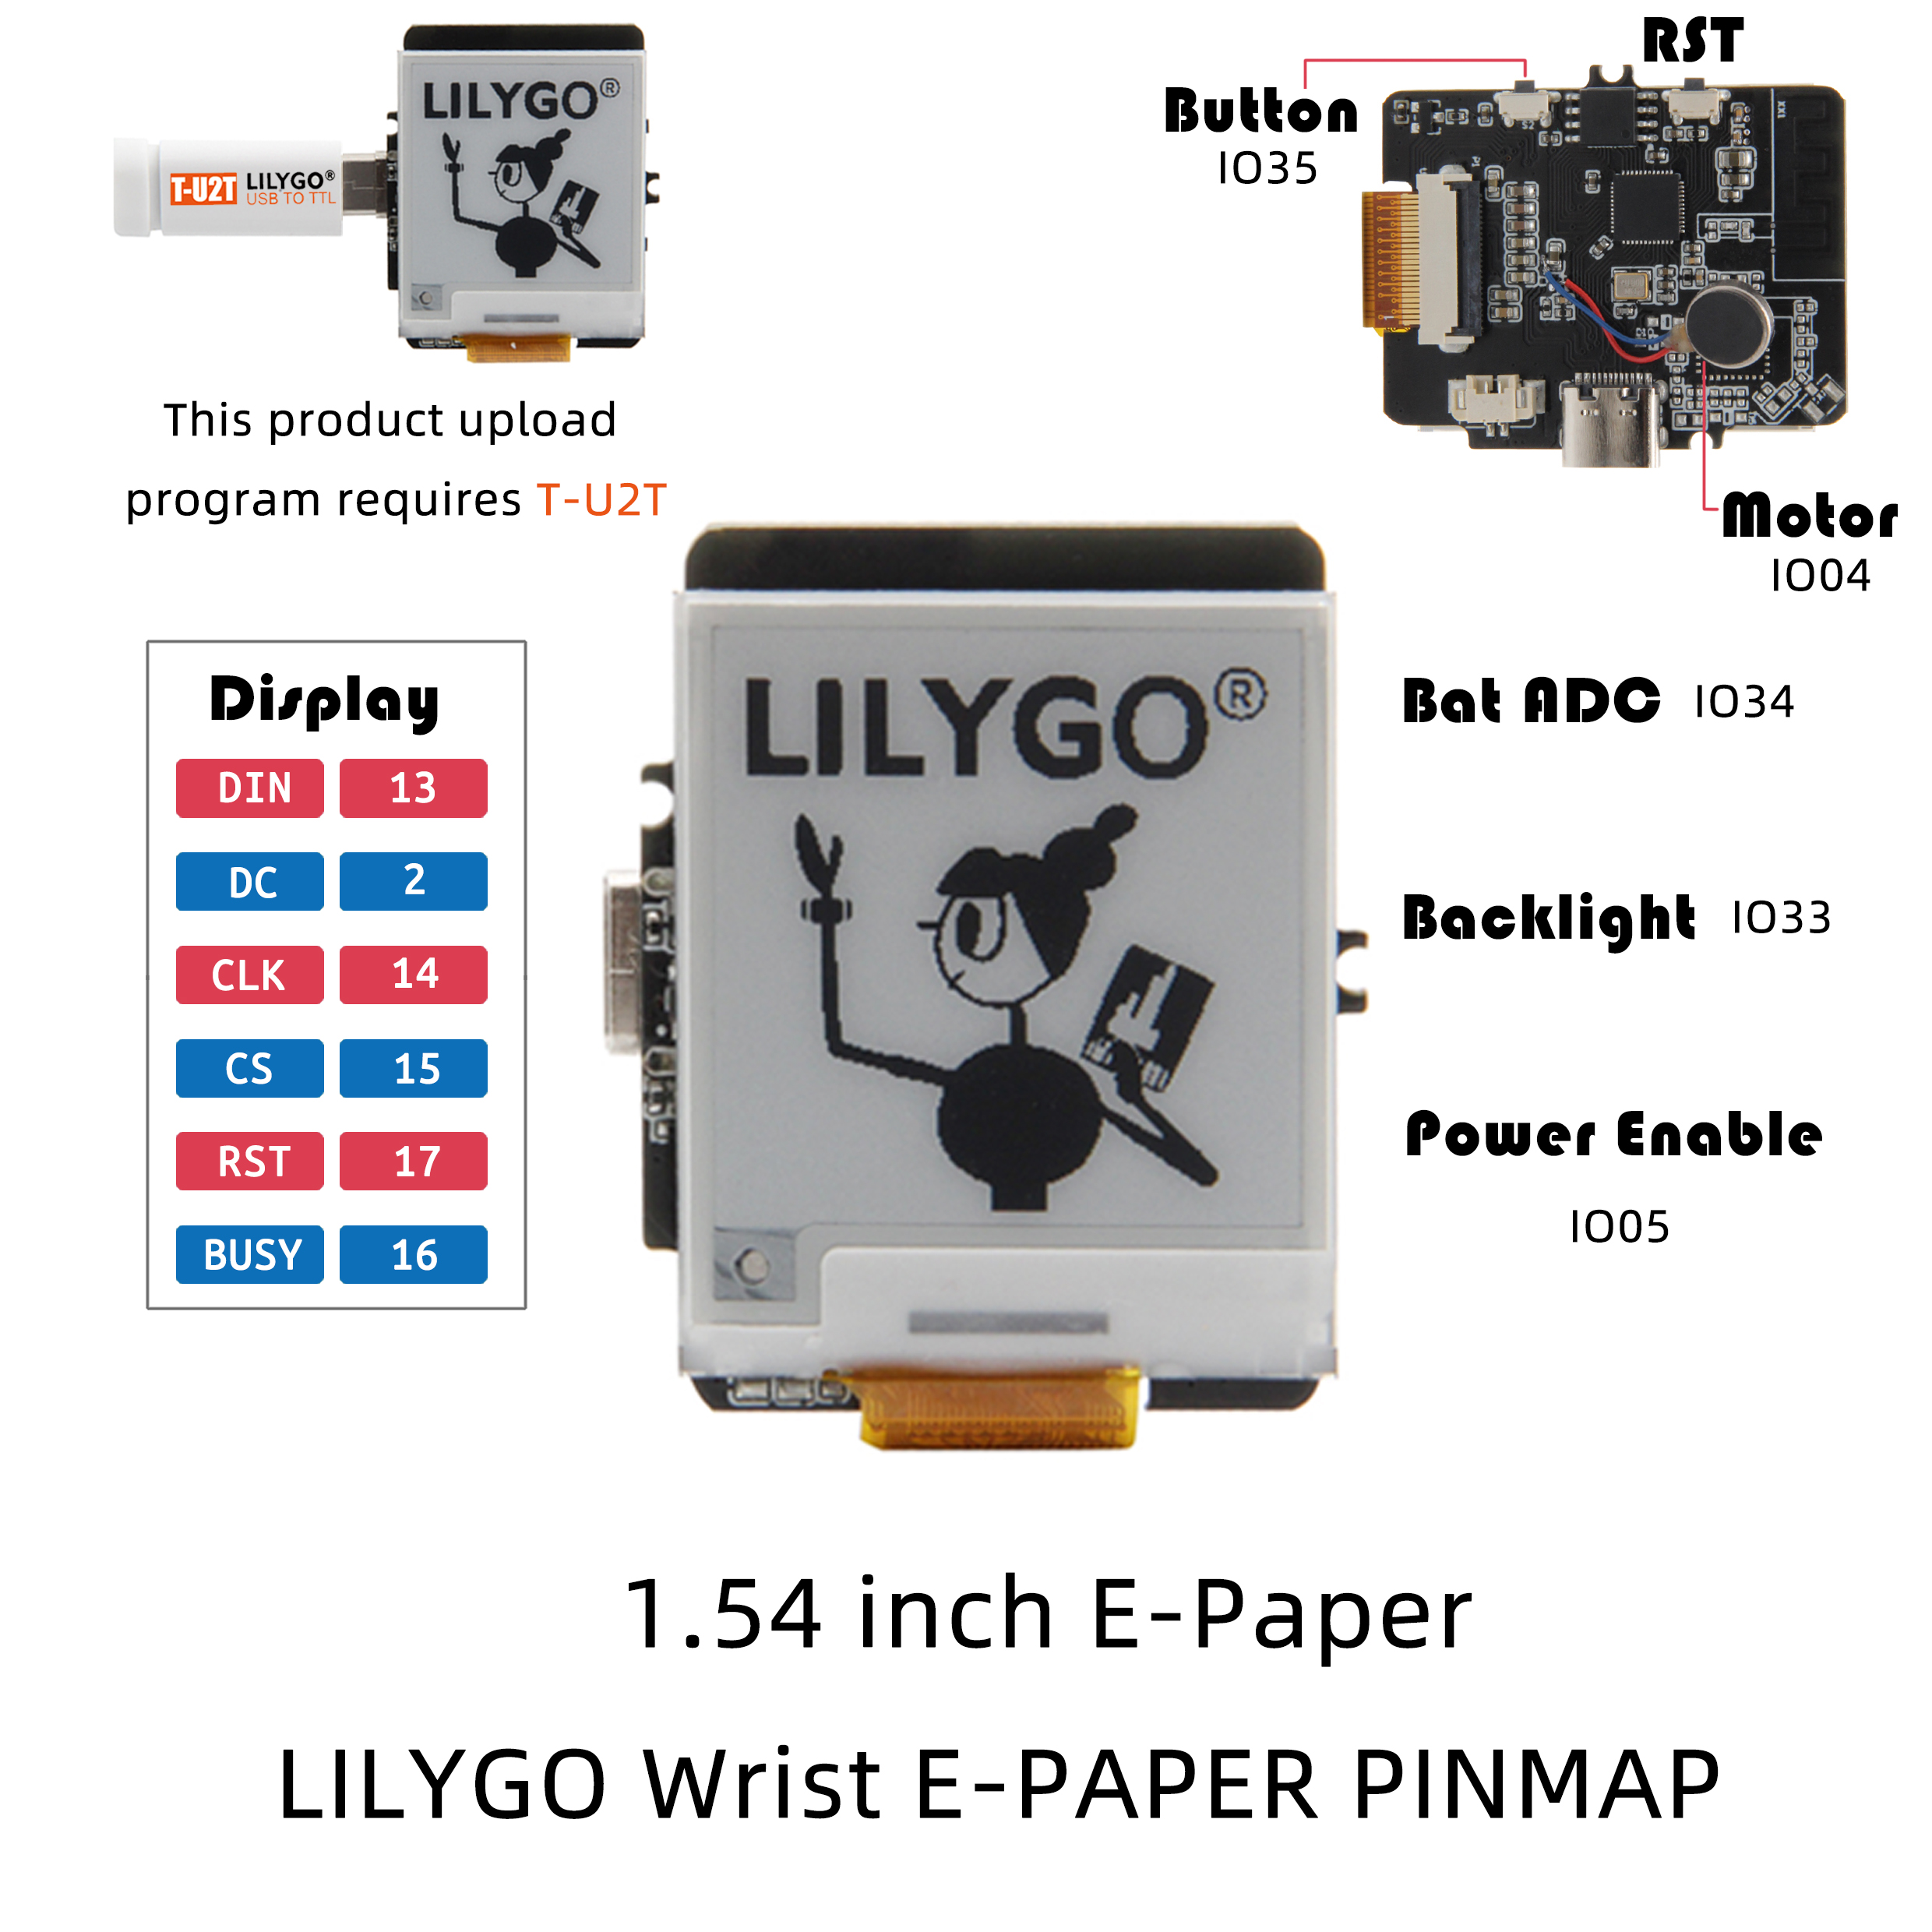 LILYGO®
T-U2T LILYGO®
USB TO TTL
This product upload
program requires T-U2T
RST
Button
IO35
S2
Motor
IO04
Display
DIN 13
DC 2
CLK 14
CS 15
RST 17
BUSY 16
LILYGO®
Bat ADC IO34
Backlight IO33
Power Enable
IO05
1.54 inch E-Paper
LILYGO Wrist E-PAPER PINMAP